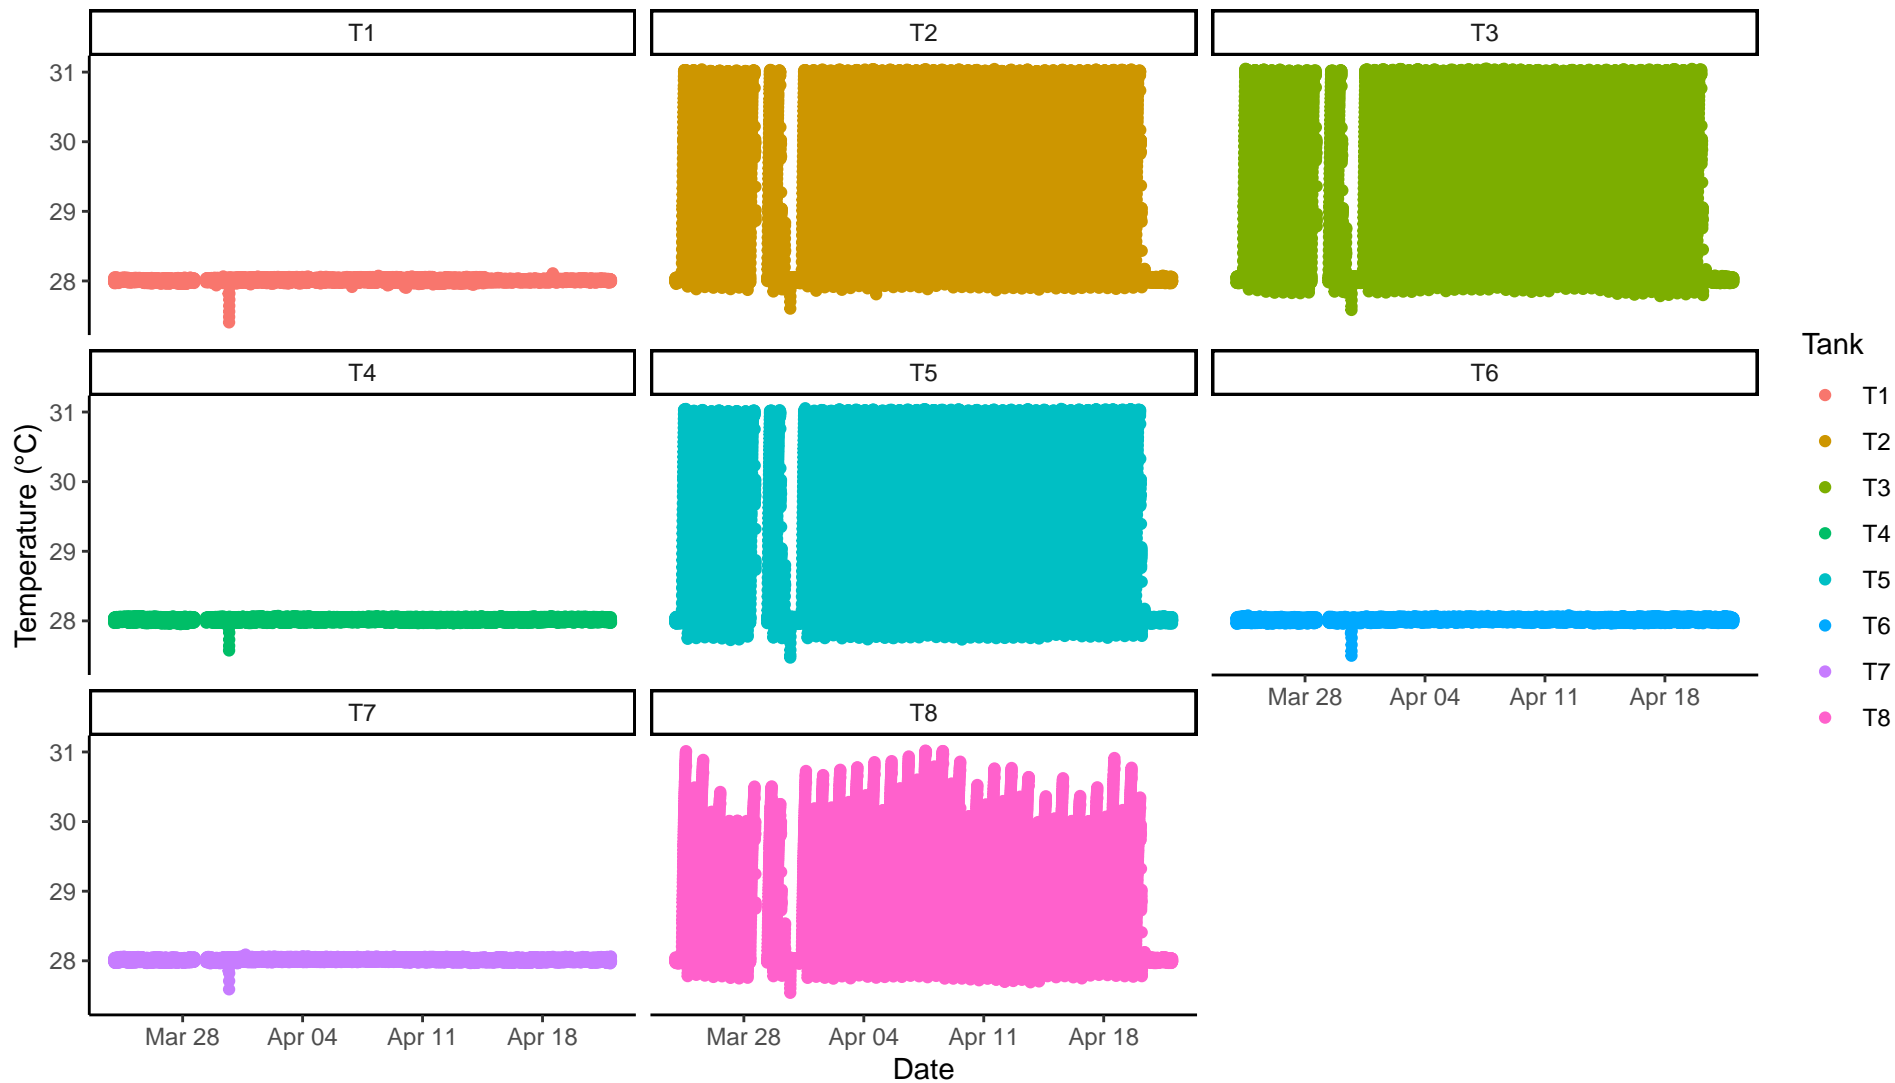 T1
T2
T3
31
30
29
28
T4
T5
T6
31
30
29
28
Mar 28
Apr 04
Apr 11
Apr 18
T7
T8
31
30
29
28
Mar 28
Apr 04
Apr 11
Apr 18
Mar 28
Apr 04
Apr 11
Apr 18
Temperature (°C)
Date
Tank
T1
T2
T3
T4
T5
T6
T7
T8